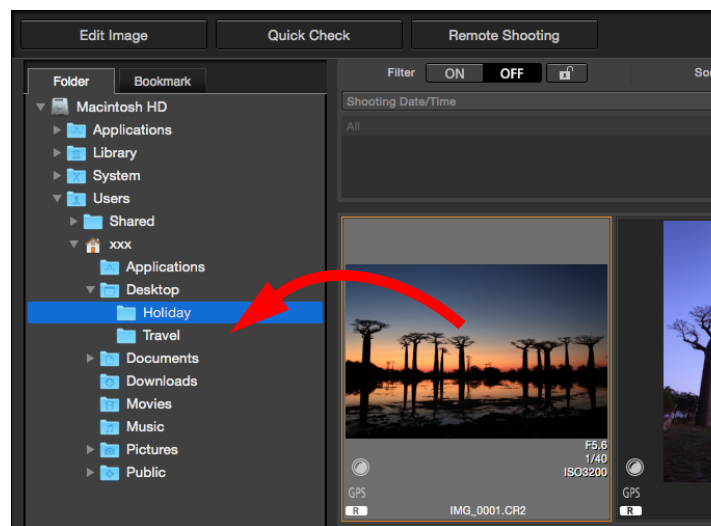 Edit Image
Quick Check
Remote Shooting
Folder
Bookmark
Filter
ON
OFF
Macintosh HD
Applications
Library
System
Users
Shared
xxx
Applications
Desktop
Holiday
Travel
Documents
Downloads
Movies
Music
Pictures
Public
Shooting Date/Time
All
F5.6
1/40
ISO3200
GPS
R
IMG_0001.CR2
GPS
R